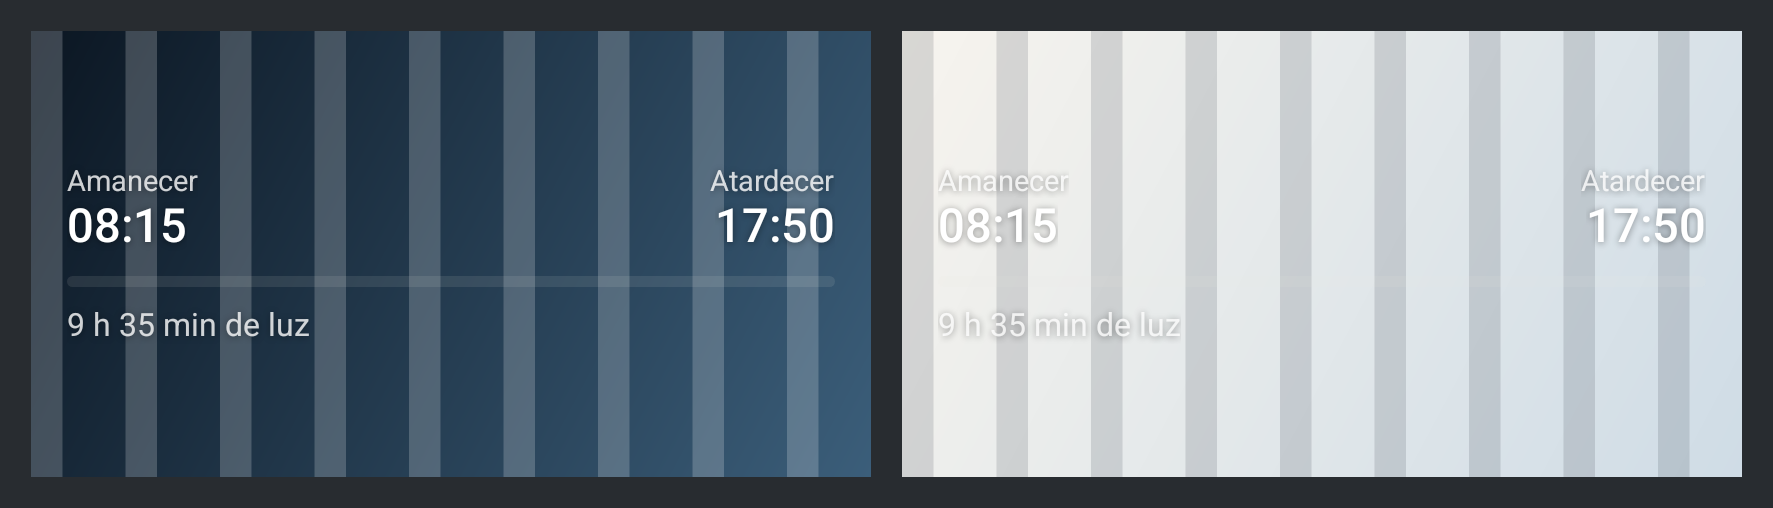 Amanecer
Atardecer
08:15
17:50
9 h 35 min de luz
Amanecer
Atardecer
08:15
17:50
9 h 35 min de luz